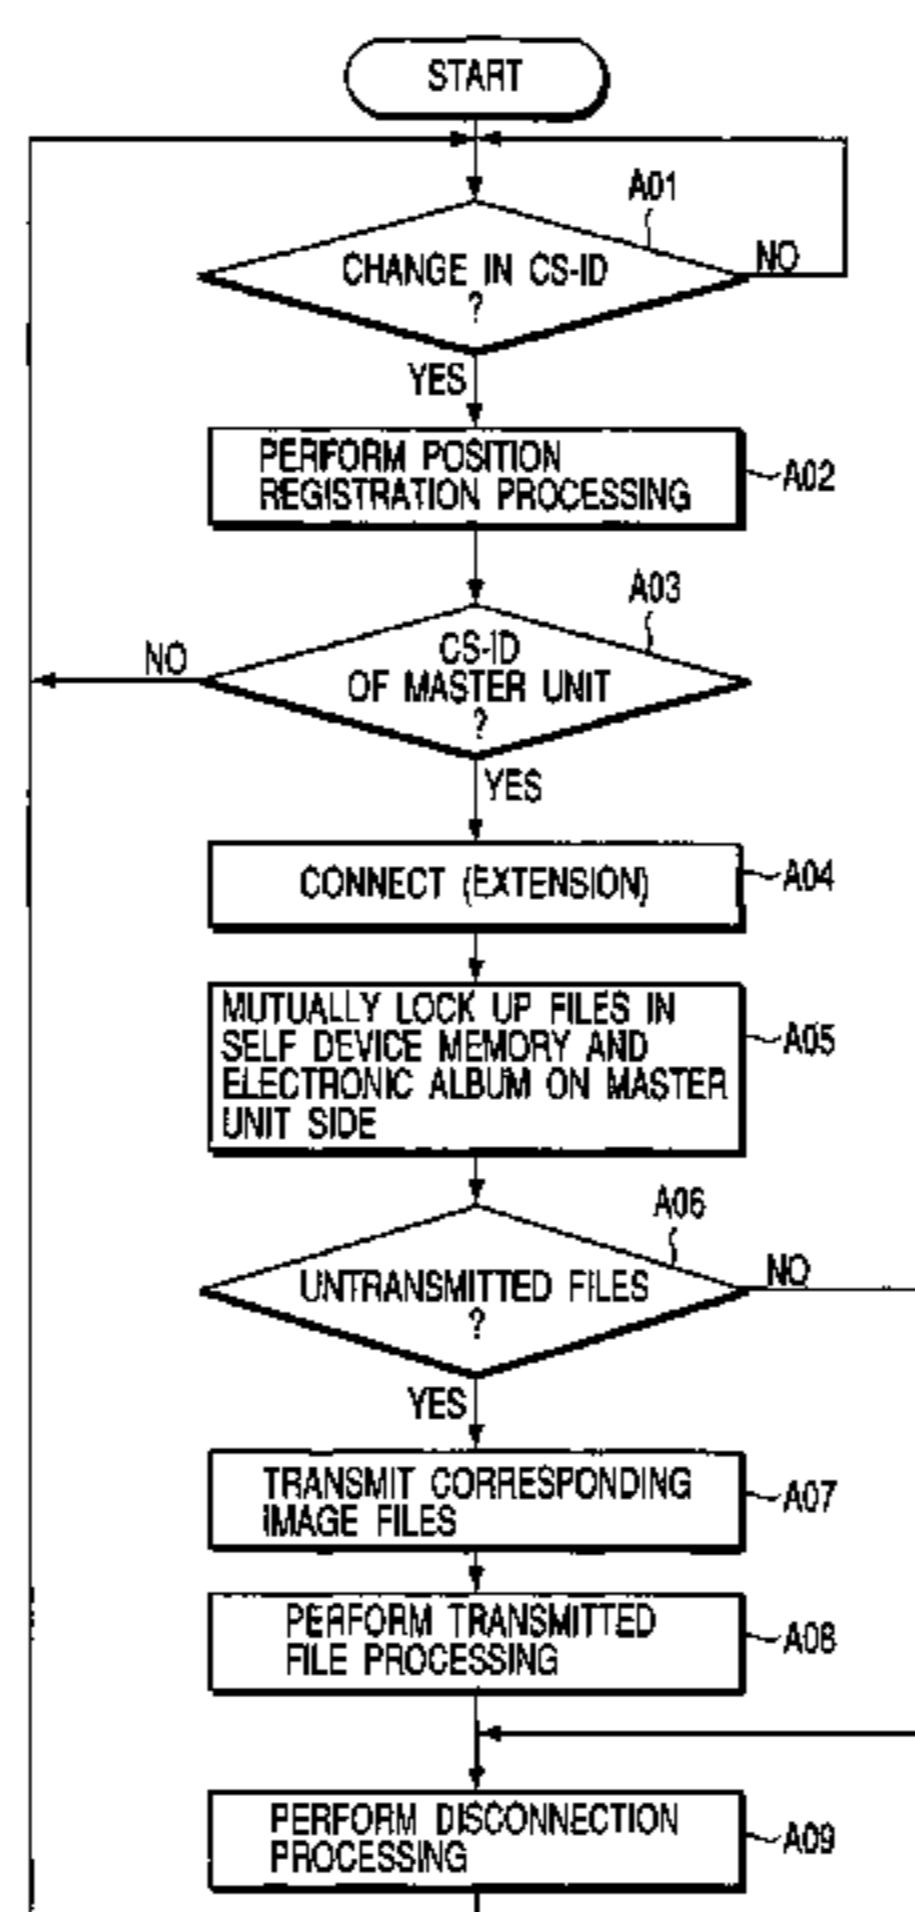 START
A01
CHANGE IN CS-ID
?
NO
YES
PERFORM POSITION
REGISTRATION PROCESSING
A02
A03
CS-ID
OF MASTER UNIT
?
NO
YES
CONNECT (EXTENSION)
A04
MUTUALLY LOCK UP FILES IN
SELF DEVICE MEMORY AND
ELECTRONIC ALBUM ON MASTER
UNIT SIDE
A05
A06
UNTRANSMITTED FILES
?
NO
YES
TRANSMIT CORRESPONDING
IMAGE FILES
A07
PERFORM TRANSMITTED
FILE PROCESSING
A08
PERFORM DISCONNECTION
PROCESSING
A09